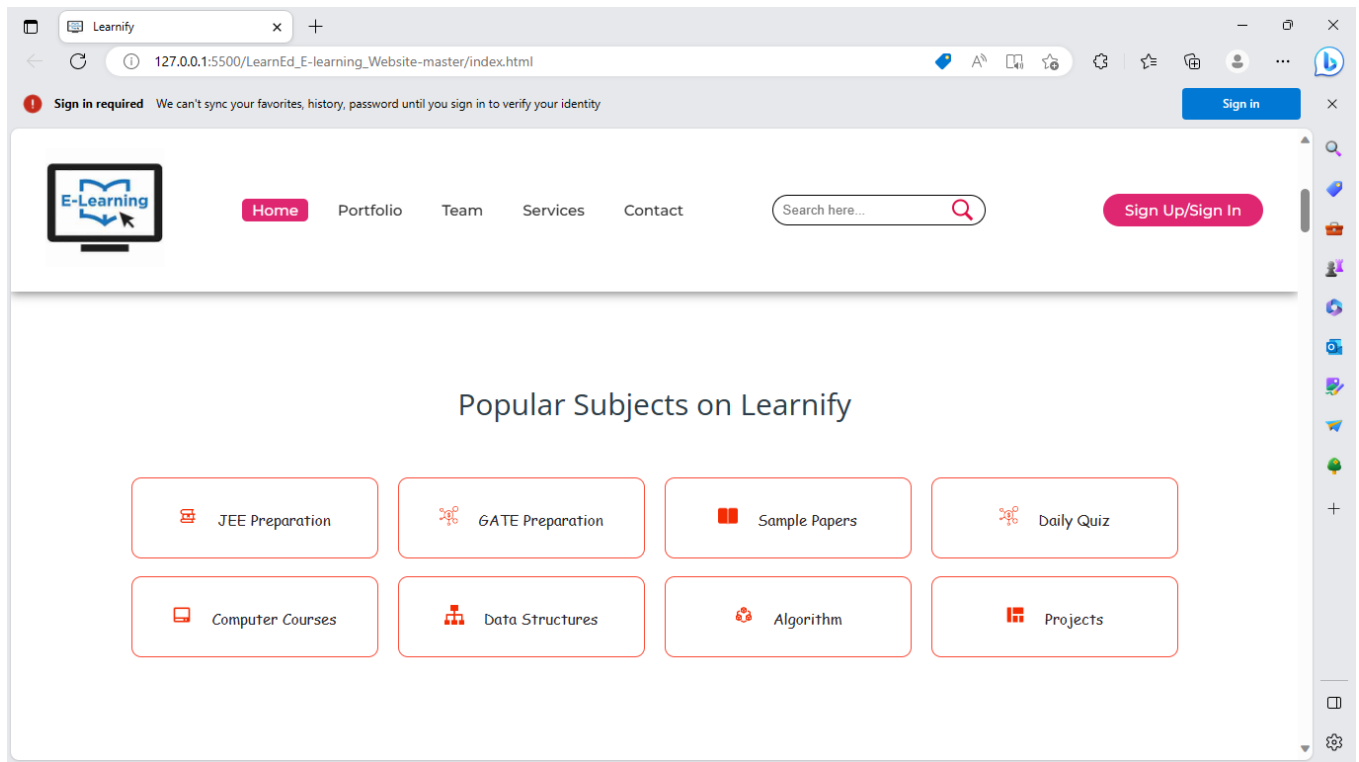 Learnify
127.0.0.1:5500/LearnEd_E-learning_Website-master/index.html
Sign in required We can't sync your favorites, history, password until you sign in to verify your identity
Sign in
E-Learning
Home Portfolio Team Services Contact
Search here...
Sign Up/Sign In
Popular Subjects on Learnify
JEE Preparation
GATE Preparation
Sample Papers
Daily Quiz
Computer Courses
Data Structures
Algorithm
Projects